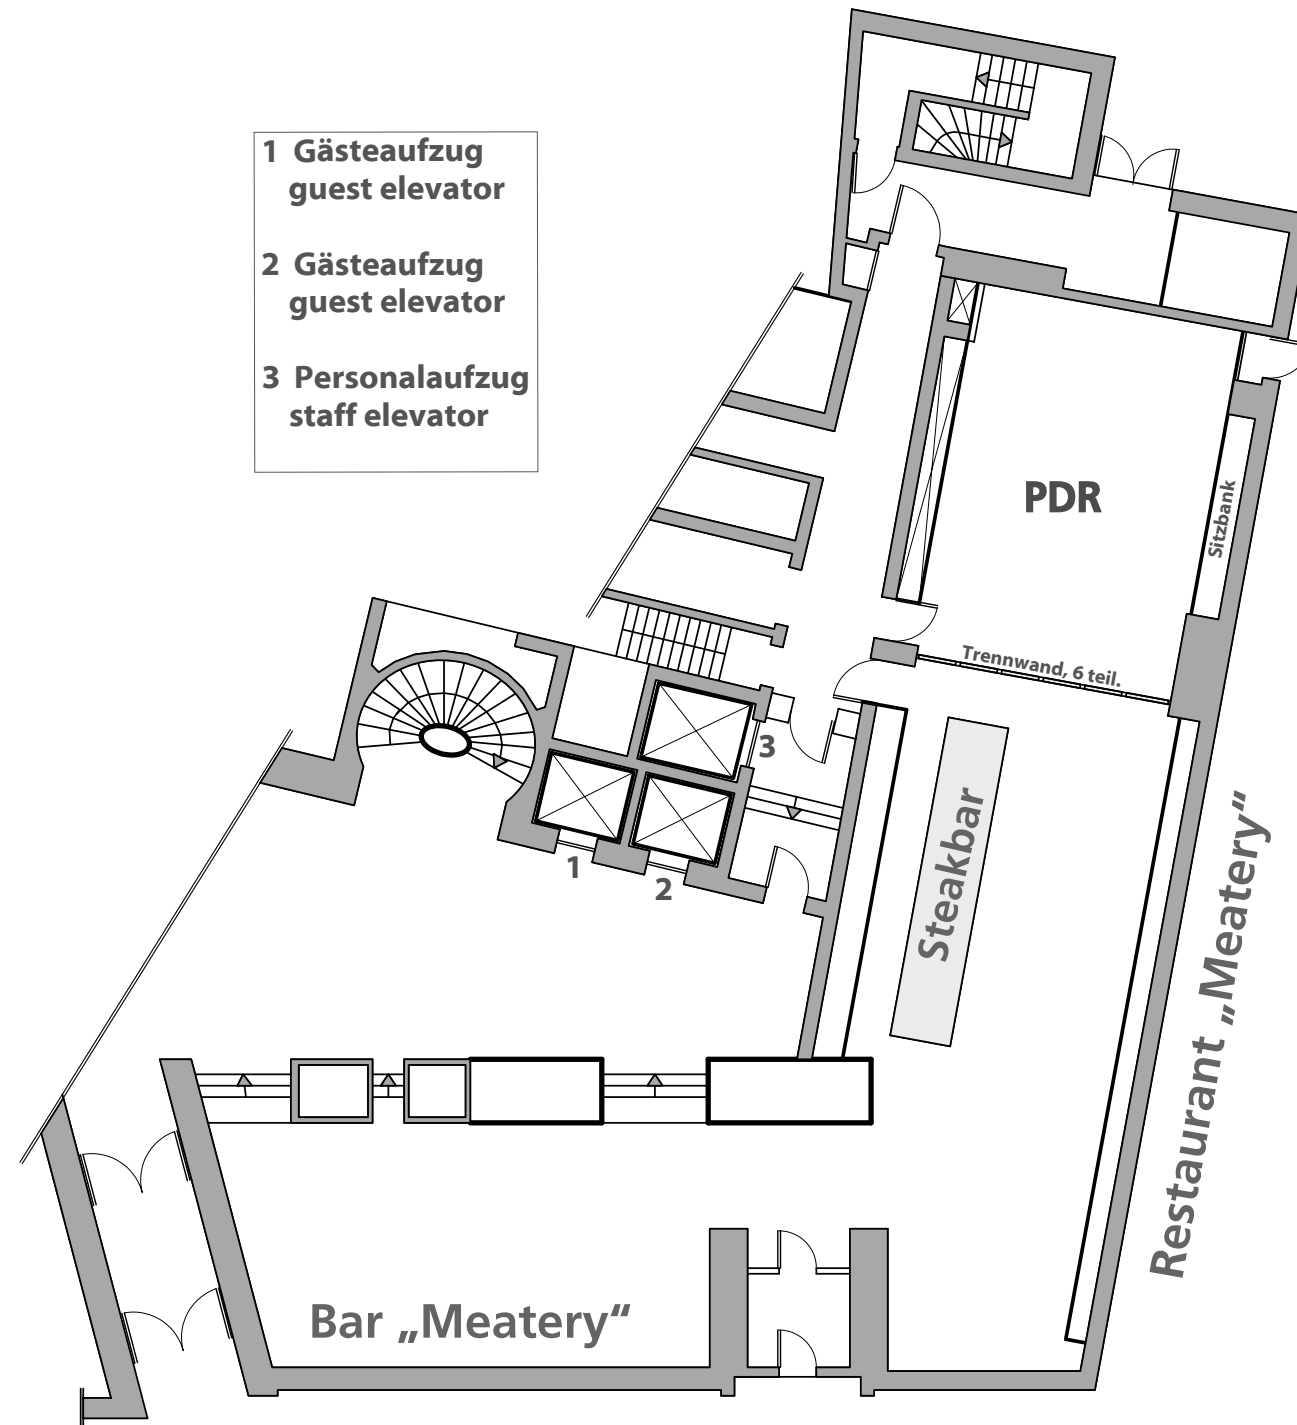 1 Gästeaufzug
guest elevator
2 Gästeaufzug
guest elevator
3 Personalaufzug
staff elevator
PDR
Sitzbank
Trennwand, 6 teil.
3
1
2
Steakbar
Restaurant „Meatery“
Bar „Meatery“